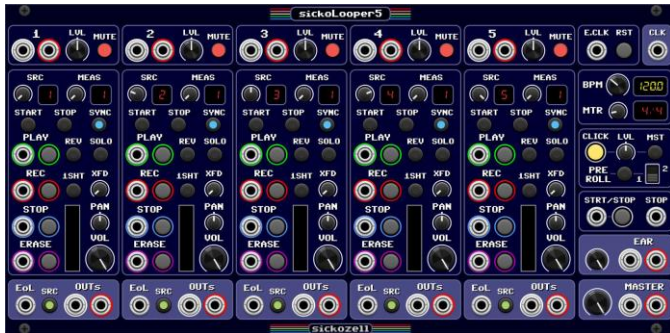 sickoLooper5
1 LVL MUTE 2 LVL MUTE 3 LVL MUTE 4 LVL MUTE 5 LVL MUTE E.CLK RST CLK
SRC MEAS SRC MEAS SRC MEAS SRC MEAS SRC MEAS
1 1 2 1 3 1 4 1 5 1 BPM 120.0
START STOP SYNC START STOP SYNC START STOP SYNC START STOP SYNC START STOP SYNC MTR 4/4
PLAY REV SOLO PLAY REV SOLO PLAY REV SOLO PLAY REV SOLO PLAY REV SOLO CLICK LVL MST
REC 1SHT XFD REC 1SHT XFD REC 1SHT XFD REC 1SHT XFD REC 1SHT XFD PRE ROLL 1 2
STOP PAN STOP PAN STOP PAN STOP PAN STOP PAN STRT/STOP STOP
VOL VOL VOL VOL VOL
ERASE ERASE ERASE ERASE ERASE EAR
EoL SRC OUTs EoL SRC OUTs EoL SRC OUTs EoL SRC OUTs EoL SRC OUTs MASTER
sickozell